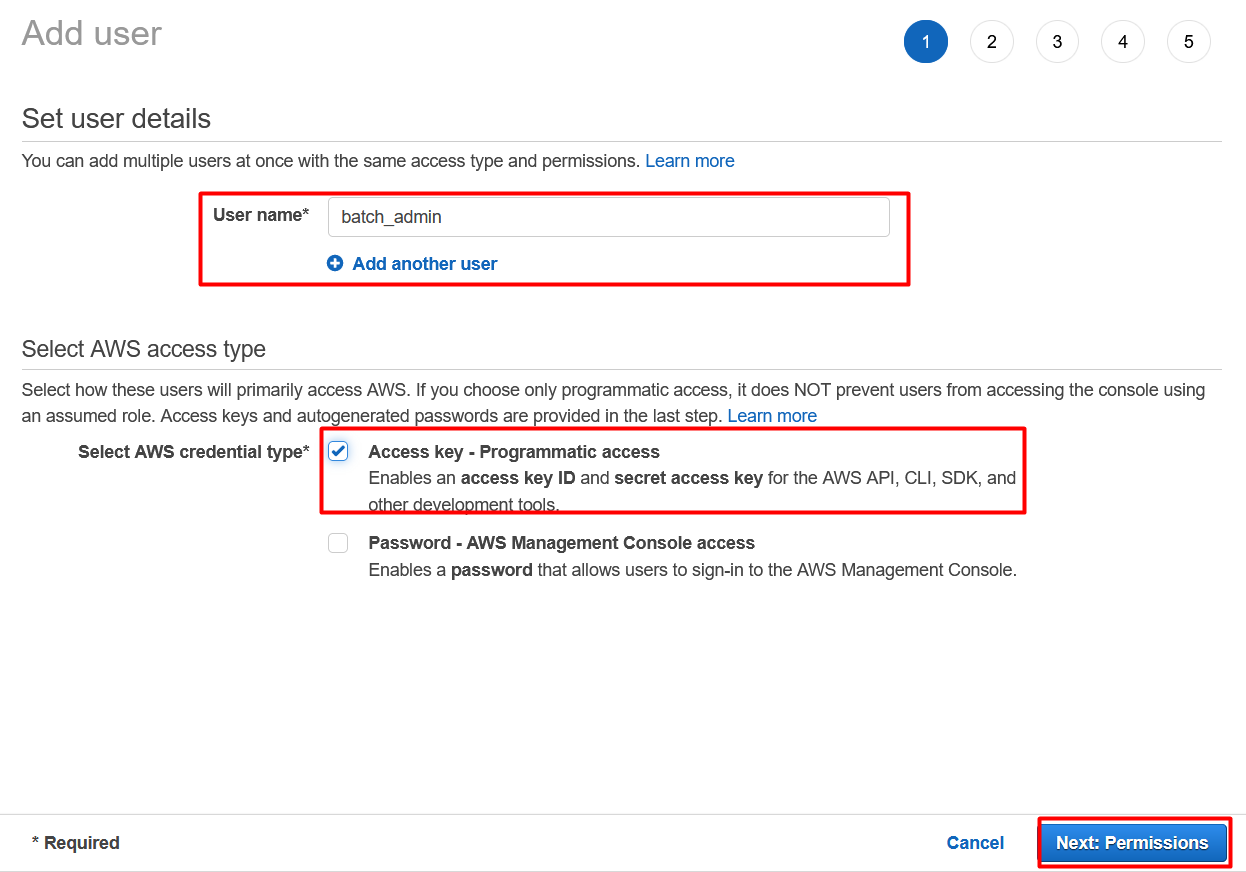 Add user
1 2 3 4 5
Set user details
You can add multiple users at once with the same access type and permissions. Learn more
User name* batch_admin
Add another user
Select AWS access type
Select how these users will primarily access AWS. If you choose only programmatic access, it does NOT prevent users from accessing the console using
an assumed role. Access keys and autogenerated passwords are provided in the last step. Learn more
Select AWS credential type* Access key - Programmatic access
Enables an access key ID and secret access key for the AWS API, CLI, SDK, and
other development tools.
Password - AWS Management Console access
Enables a password that allows users to sign-in to the AWS Management Console.
* Required Cancel Next: Permissions